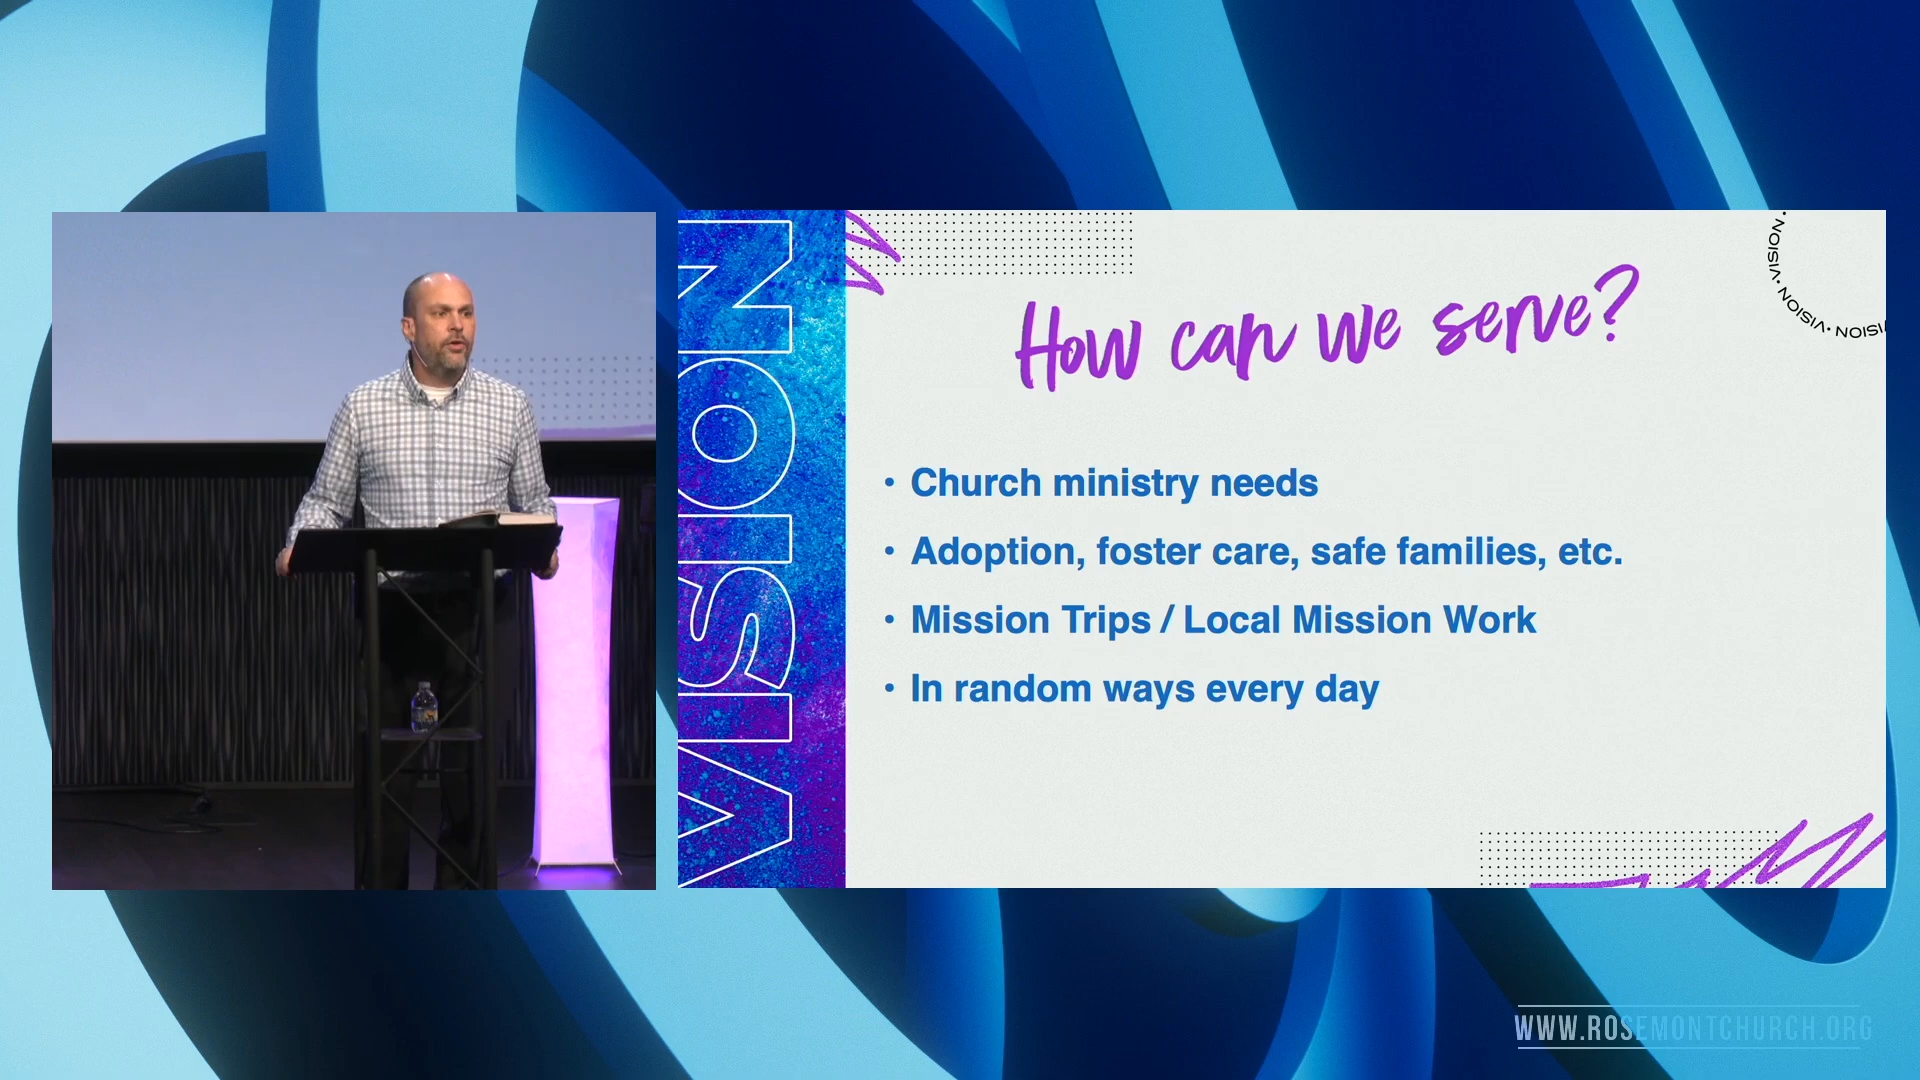 VISION
How can we serve?
VISION • VISION • VISION
• Church ministry needs
• Adoption, foster care, safe families, etc.
• Mission Trips / Local Mission Work
• In random ways every day
WWW.ROSEMONTCHURCH.ORG